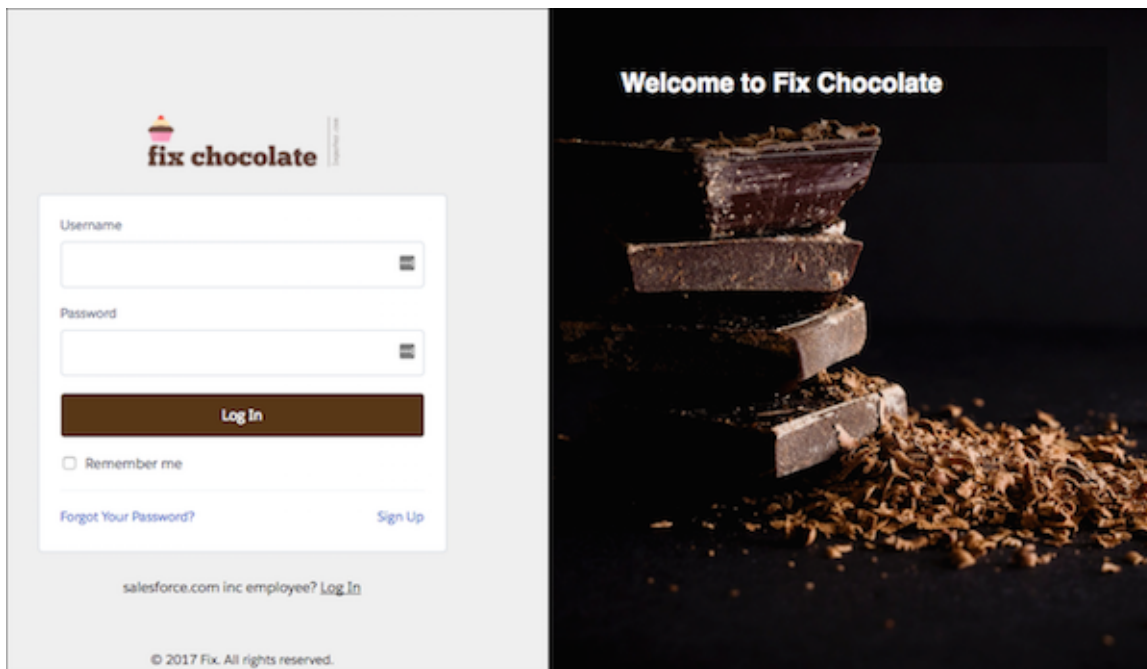 fix chocolate
Username
Password
Log In
Remember me
Forgot Your Password? Sign Up
salesforce.com inc employee? Log In
© 2017 Fix. All rights reserved.
Welcome to Fix Chocolate